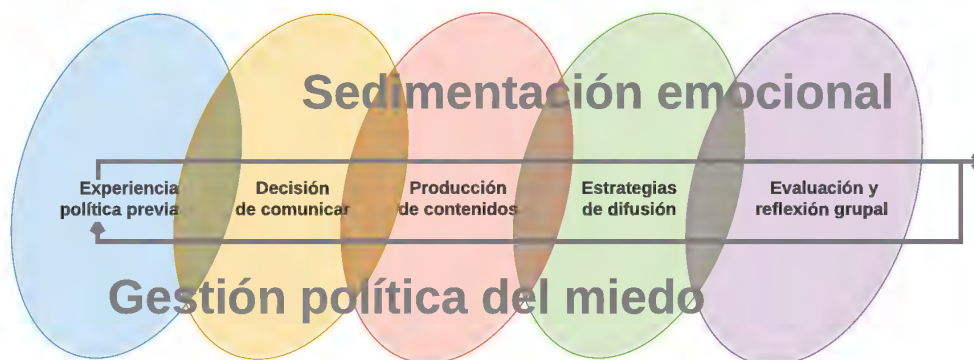 Sedimentación emocional
Experiencia
política previa
Decisión
de comunicar
Producción
de contenidos
Estrategias
de difusión
Evaluación y
reflexión grupal
Gestión política del miedo